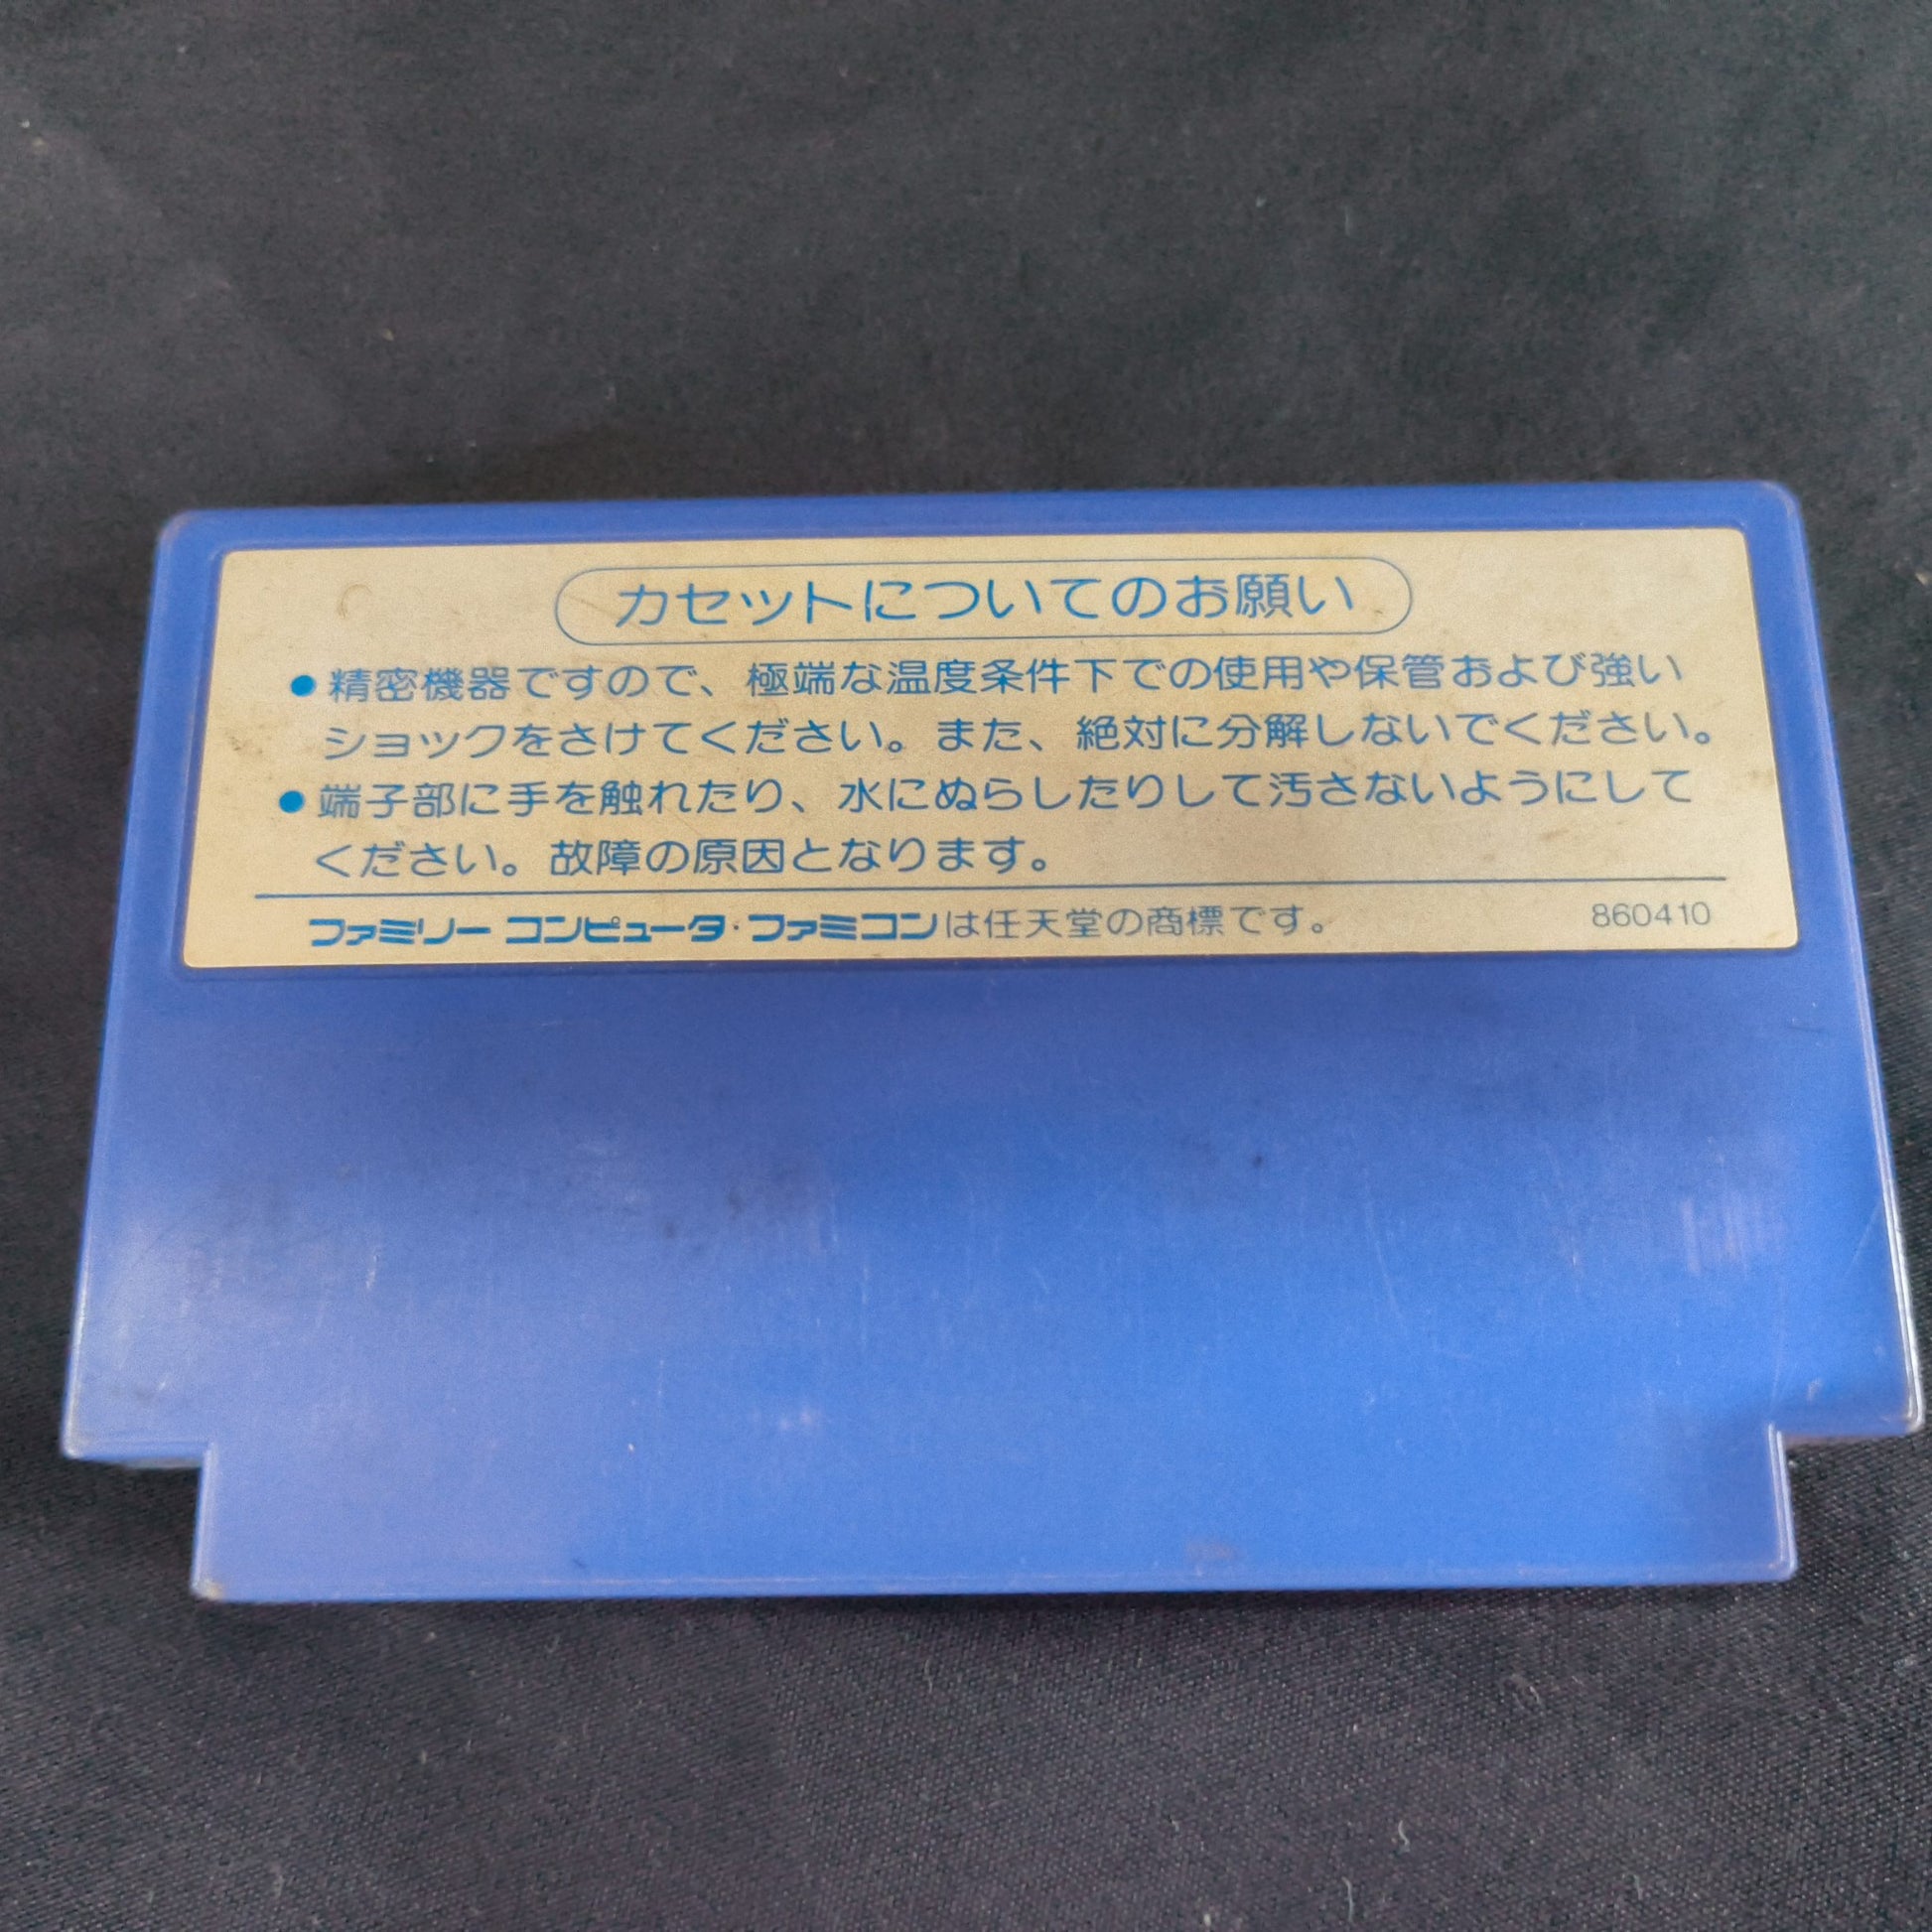 カセットについてのお願い
●精密機器ですので、極端な温度条件下での使用や保管および強い
ショックをさけてください。また、絶対に分解しないでください。
●端子部に手を触れたり、水にぬらしたりして汚さないようにして
ください。故障の原因となります。
ファミリー コンピュータ・ファミコンは任天堂の商標です。 860410